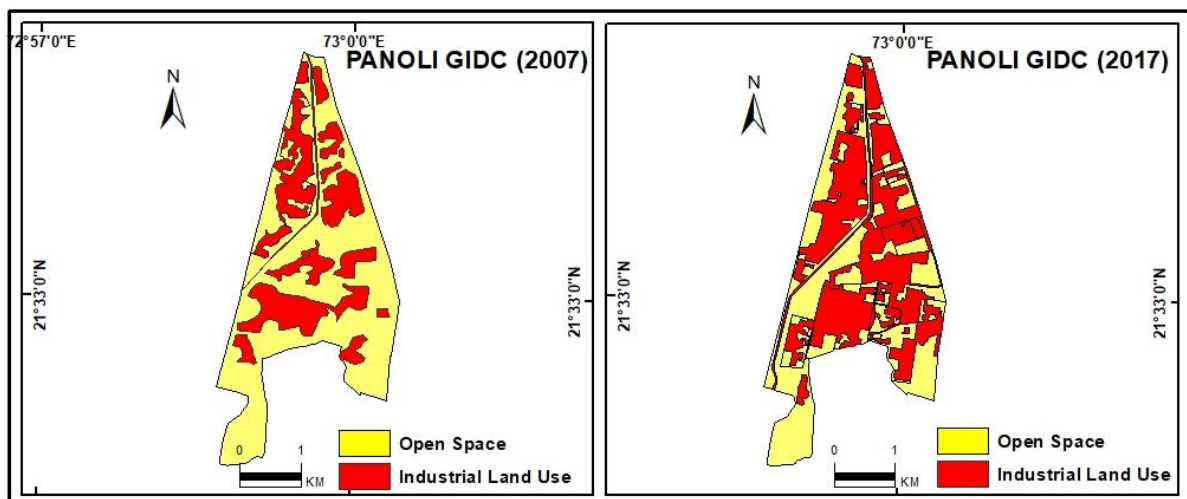 72°57'0"E
73°0'0"E
PANOLI GIDC (2007)
N
21°33'0"N
21°33'0"N
0 1
KM
Open Space
Industrial Land Use
73°0'0"E
PANOLI GIDC (2017)
N
21°33'0"N
21°33'0"N
0 1
KM
Open Space
Industrial Land Use